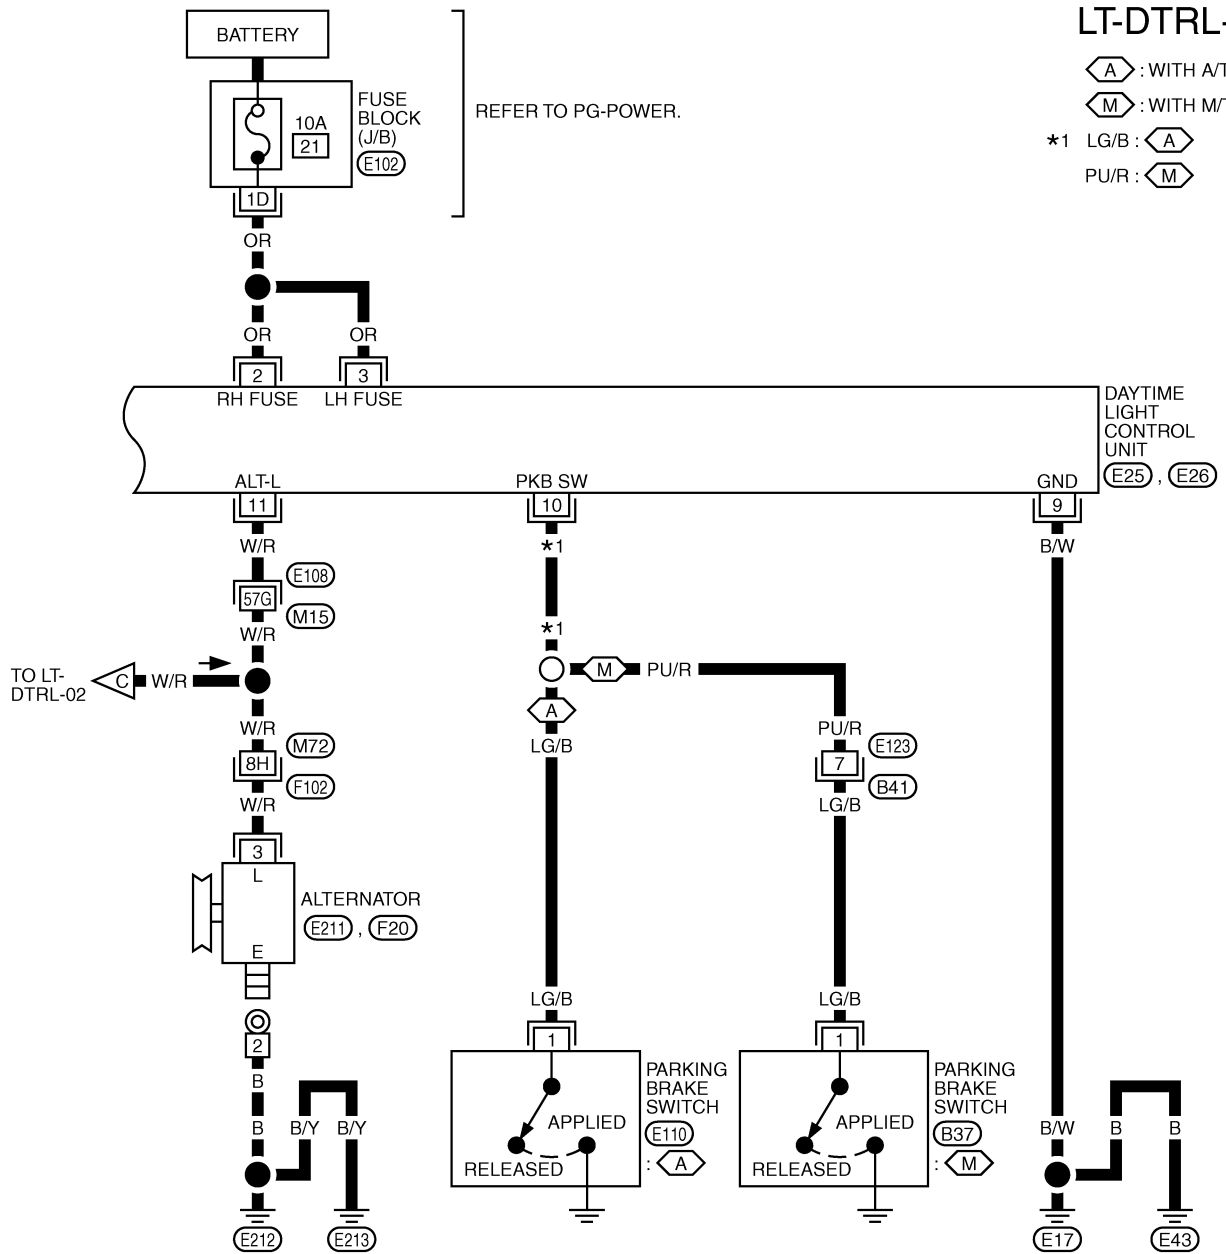 LT-DTRL-
BATTERY
A : WITH A/T
M : WITH M/T
*1 LG/B : A
PU/R : M
FUSE
BLOCK
(J/B)
E102
10A
21
REFER TO PG-POWER.
1D
OR
OR OR
2 3
RH FUSE LH FUSE
DAYTIME
LIGHT
CONTROL
UNIT
E25 , E26
ALT-L PKB SW GND
11 10 9
W/R *1 B/W
E108
57G
M15
W/R *1
TO LT-
DTRL-02
C W/R
M PU/R
A
W/R LG/B PU/R
M72 E123
8H 7
F102 B41
W/R LG/B
3
L
ALTERNATOR
E211 , F20
E
LG/B LG/B
2 1 1
B
PARKING
BRAKE
SWITCH
E110
: A
APPLIED
RELEASED
PARKING
BRAKE
SWITCH
B37
: M
APPLIED
RELEASED
B B/Y B/Y B/W B B
E212 E213 E17 E43